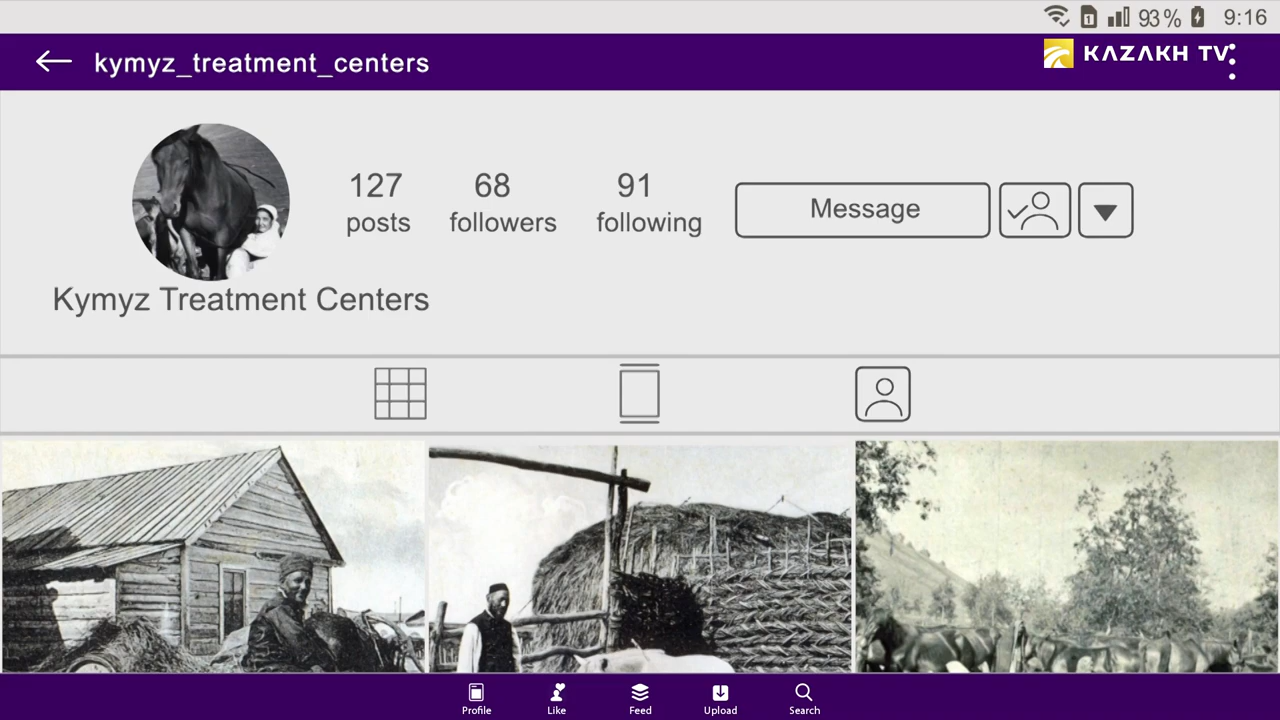 1 93% 9:16
kymyz_treatment_centers
KAZAKH TV
127 68 91
posts followers following
Message
Kymyz Treatment Centers
Profile Like Feed Upload Search